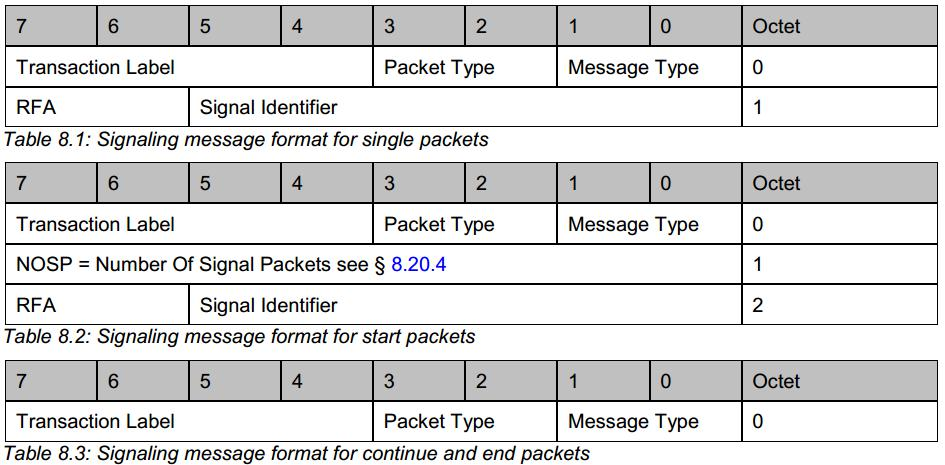 7 6 5 4 3 2 1 0 Octet
Transaction Label Packet Type Message Type 0
RFA Signal Identifier 1
Table 8.1: Signaling message format for single packets
7 6 5 4 3 2 1 0 Octet
Transaction Label Packet Type Message Type 0
NOSP = Number Of Signal Packets see § 8.20.4 1
RFA Signal Identifier 2
Table 8.2: Signaling message format for start packets
7 6 5 4 3 2 1 0 Octet
Transaction Label Packet Type Message Type 0
Table 8.3: Signaling message format for continue and end packets